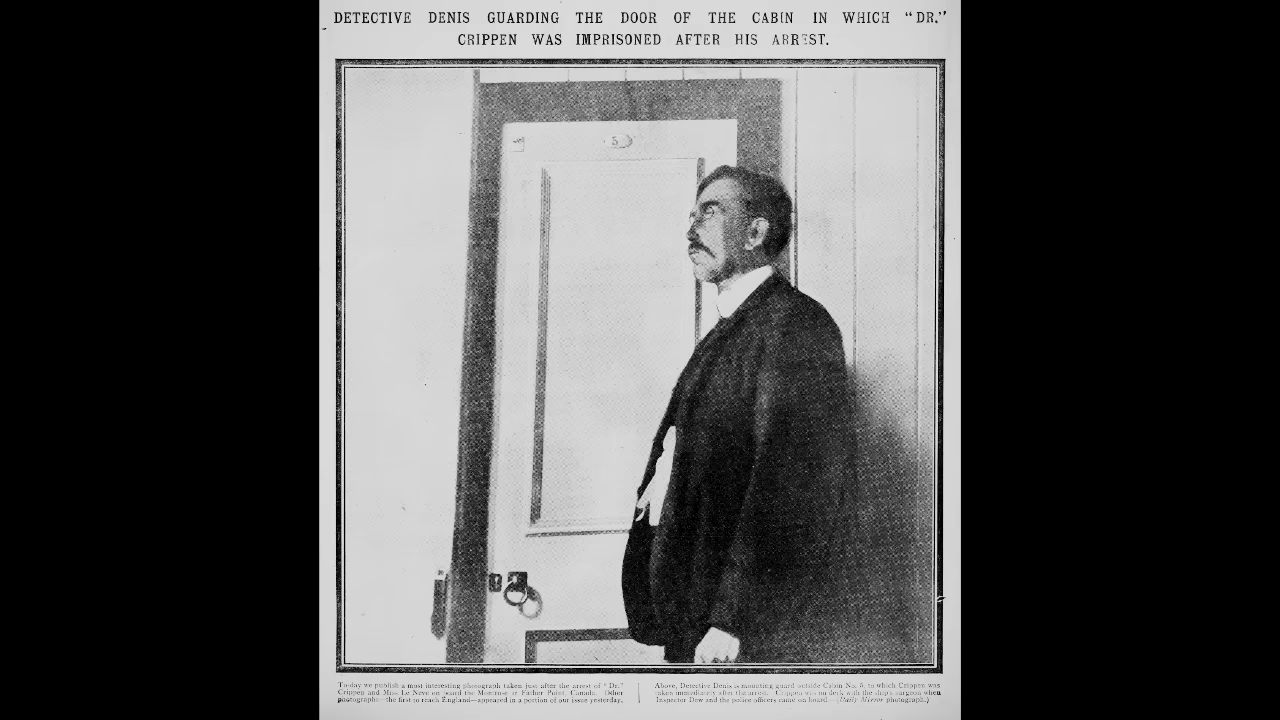 DETECTIVE DENIS GUARDING THE DOOR OF THE CABIN IN WHICH "DR."
CRIPPEN WAS IMPRISONED AFTER HIS ARREST.
5
To-day we publish a most interesting photograph taken just after the arrest of "Dr."
Crippen and Miss Le Neve on board the Montrose at Father Point, Canada. Other
photographs—the first to reach England—appeared in a portion of our issue yesterday.
Above, Detective Denis is mounting guard outside Cabin No. 5, to which Crippen was
taken immediately after the arrest. Crippen was on deck with the ship's surgeon when
Inspector Dew and the police officers came on board.—(Daily Mirror photograph.)